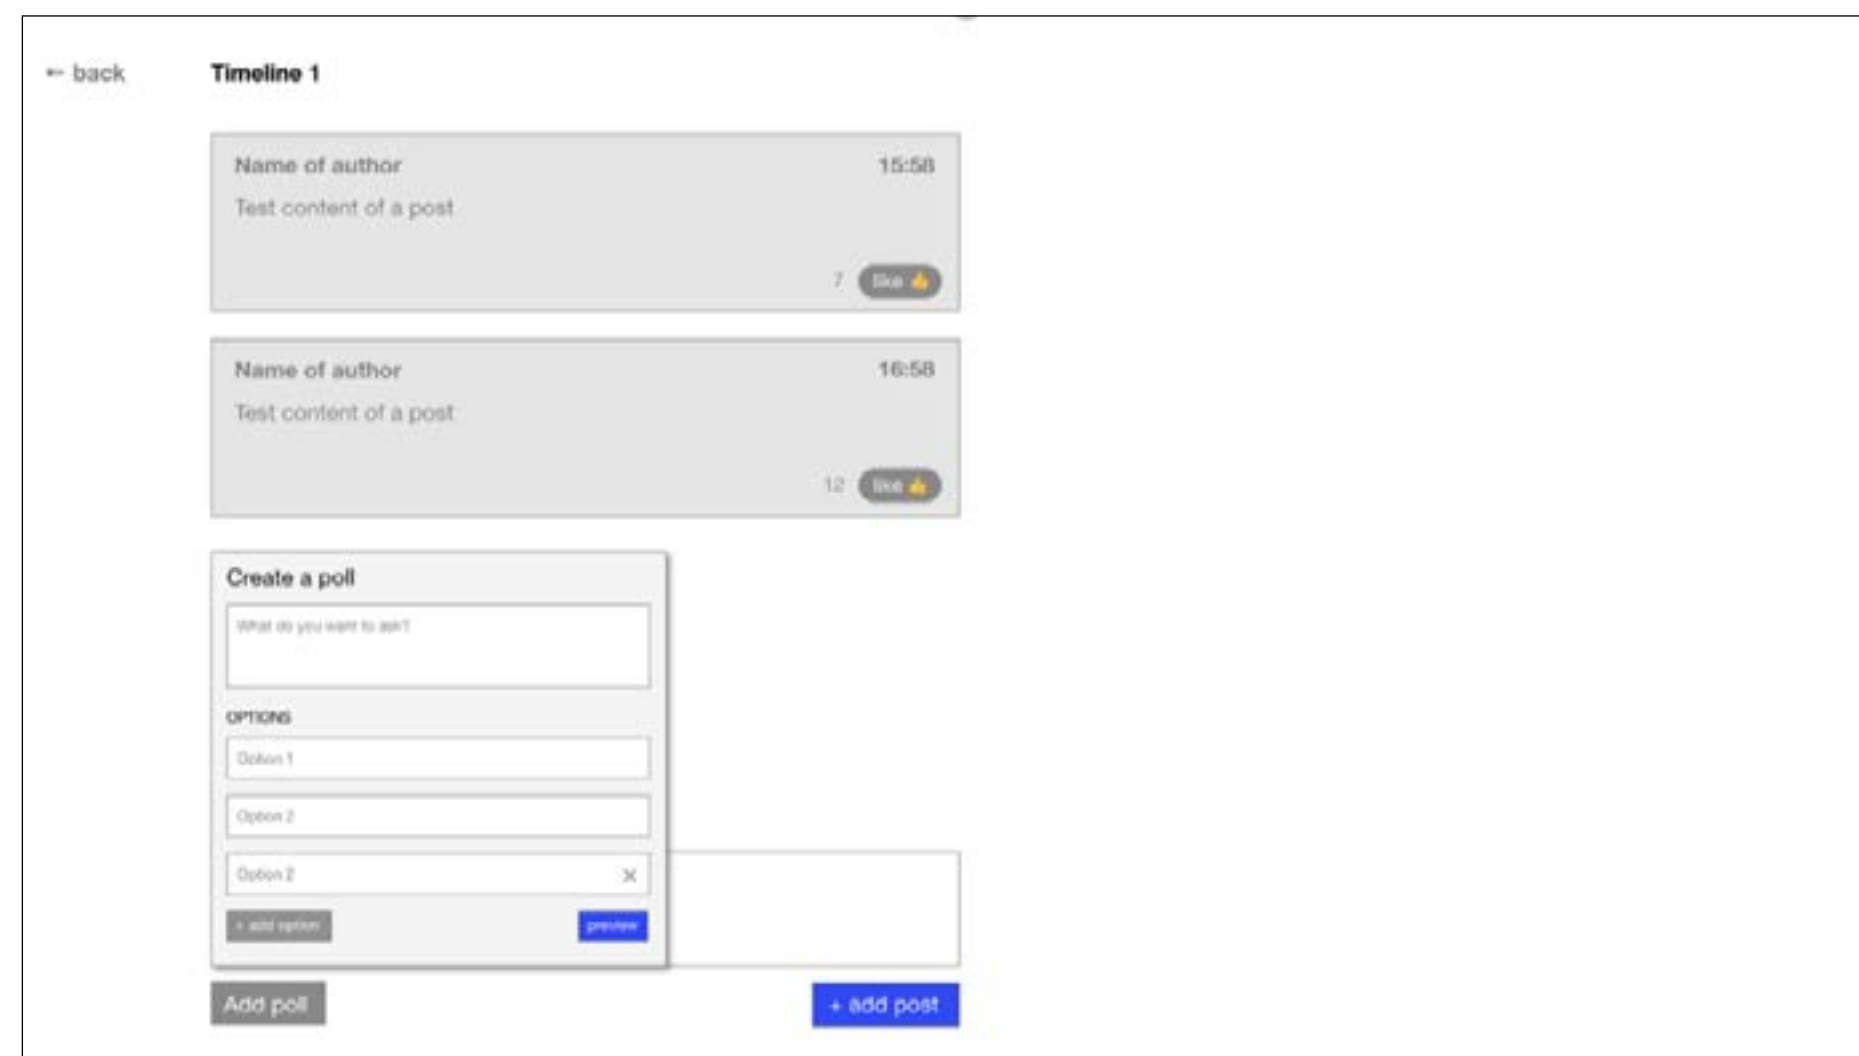 ← back
Timeline 1
Name of author 15:58
Test content of a post
7 like 👍
Name of author 16:58
Test content of a post
12 like 👍
Create a poll
What do you want to ask?
OPTIONS
Option 1
Option 2
Option 2 ×
+ add option preview
Add poll + add post